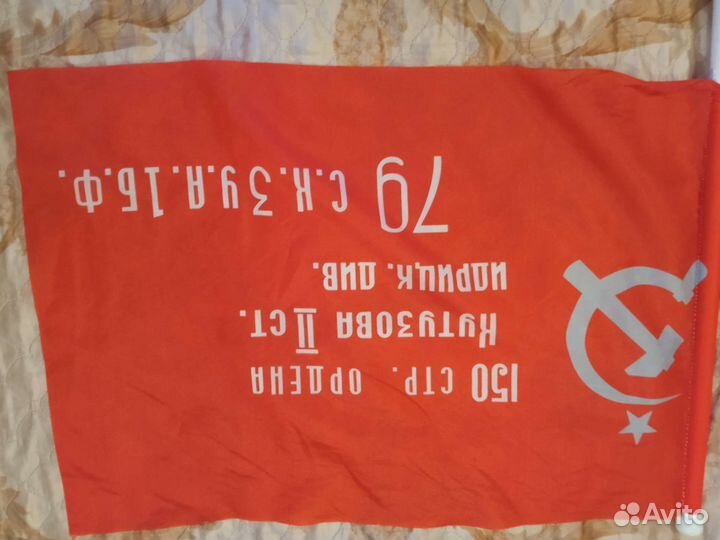 150 СТР. ОРДЕНА
КУТУЗОВА II СТ.
ИДРИЦК. ДИВ.
79 С.К. 3 У.А. 1 Б.Ф.
Avito